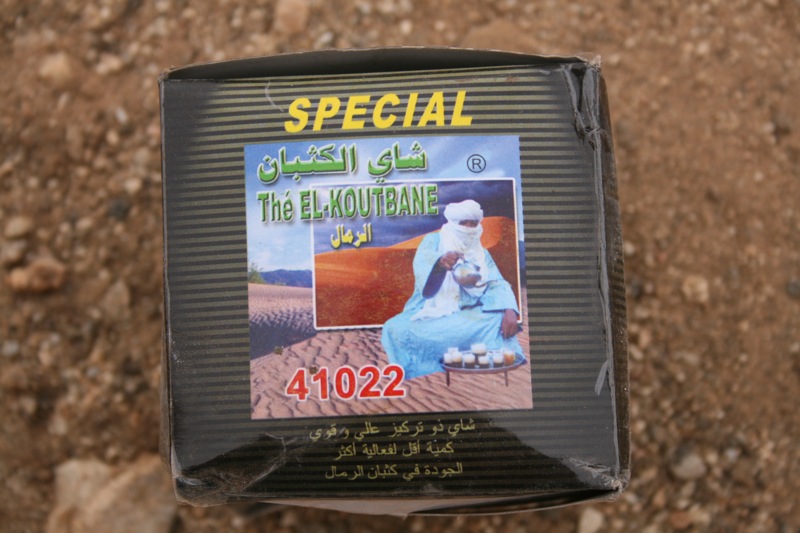 SPECIAL
شاي الكثبان
®
Thé EL-KOUTBANE
الرمال
41022
شاي ذو تركيز عالي و قوي
كمية أقل لفعالية أكثر
الجودة في كثبان الرمال